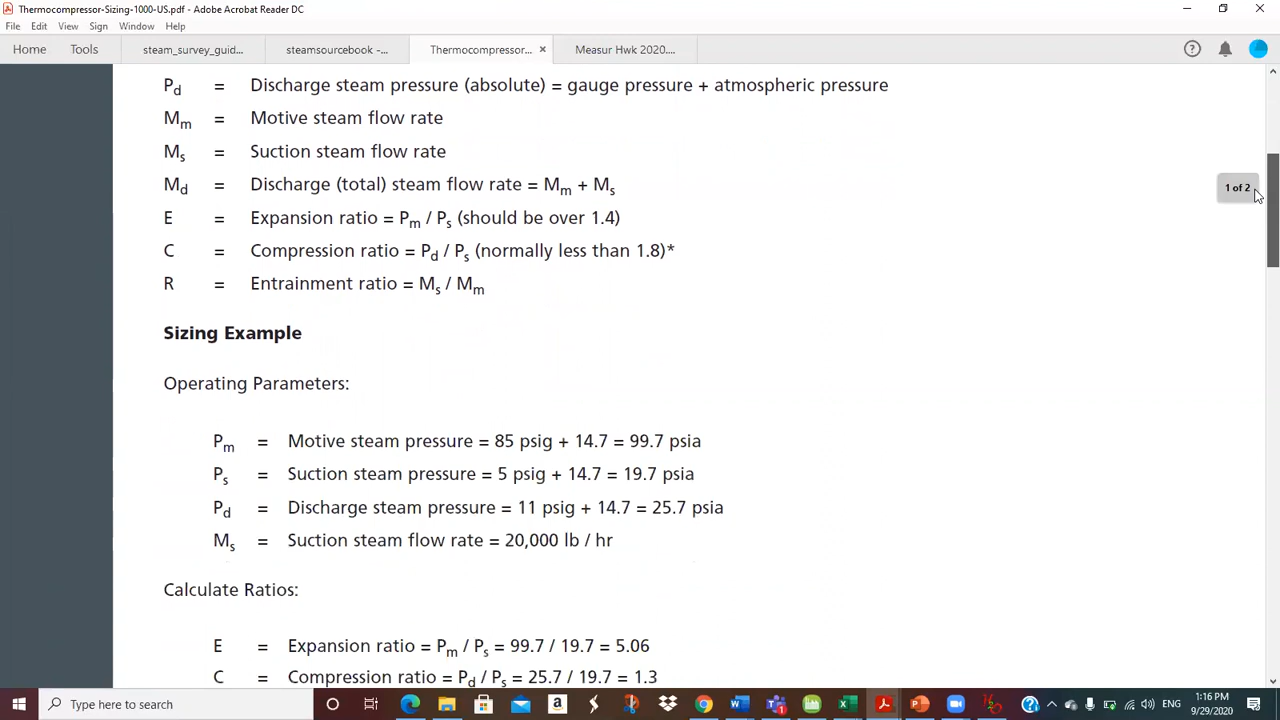 Thermocompressor-Sizing-1000-US.pdf - Adobe Acrobat Reader DC
File Edit View Sign Window Help
Home Tools steam_survey_guid... steamsourcebook -... Thermocompressor... × Measur Hwk 2020....
Pd = Discharge steam pressure (absolute) = gauge pressure + atmospheric pressure
Mm = Motive steam flow rate
Ms = Suction steam flow rate
Md = Discharge (total) steam flow rate = Mm + Ms
E = Expansion ratio = Pm / Ps (should be over 1.4)
C = Compression ratio = Pd / Ps (normally less than 1.8)*
R = Entrainment ratio = Ms / Mm
1 of 2
Sizing Example
Operating Parameters:
Pm = Motive steam pressure = 85 psig + 14.7 = 99.7 psia
Ps = Suction steam pressure = 5 psig + 14.7 = 19.7 psia
Pd = Discharge steam pressure = 11 psig + 14.7 = 25.7 psia
Ms = Suction steam flow rate = 20,000 lb / hr
Calculate Ratios:
E = Expansion ratio = Pm / Ps = 99.7 / 19.7 = 5.06
C = Compression ratio = Pd / Ps = 25.7 / 19.7 = 1.3
Type here to search
1:16 PM
9/29/2020